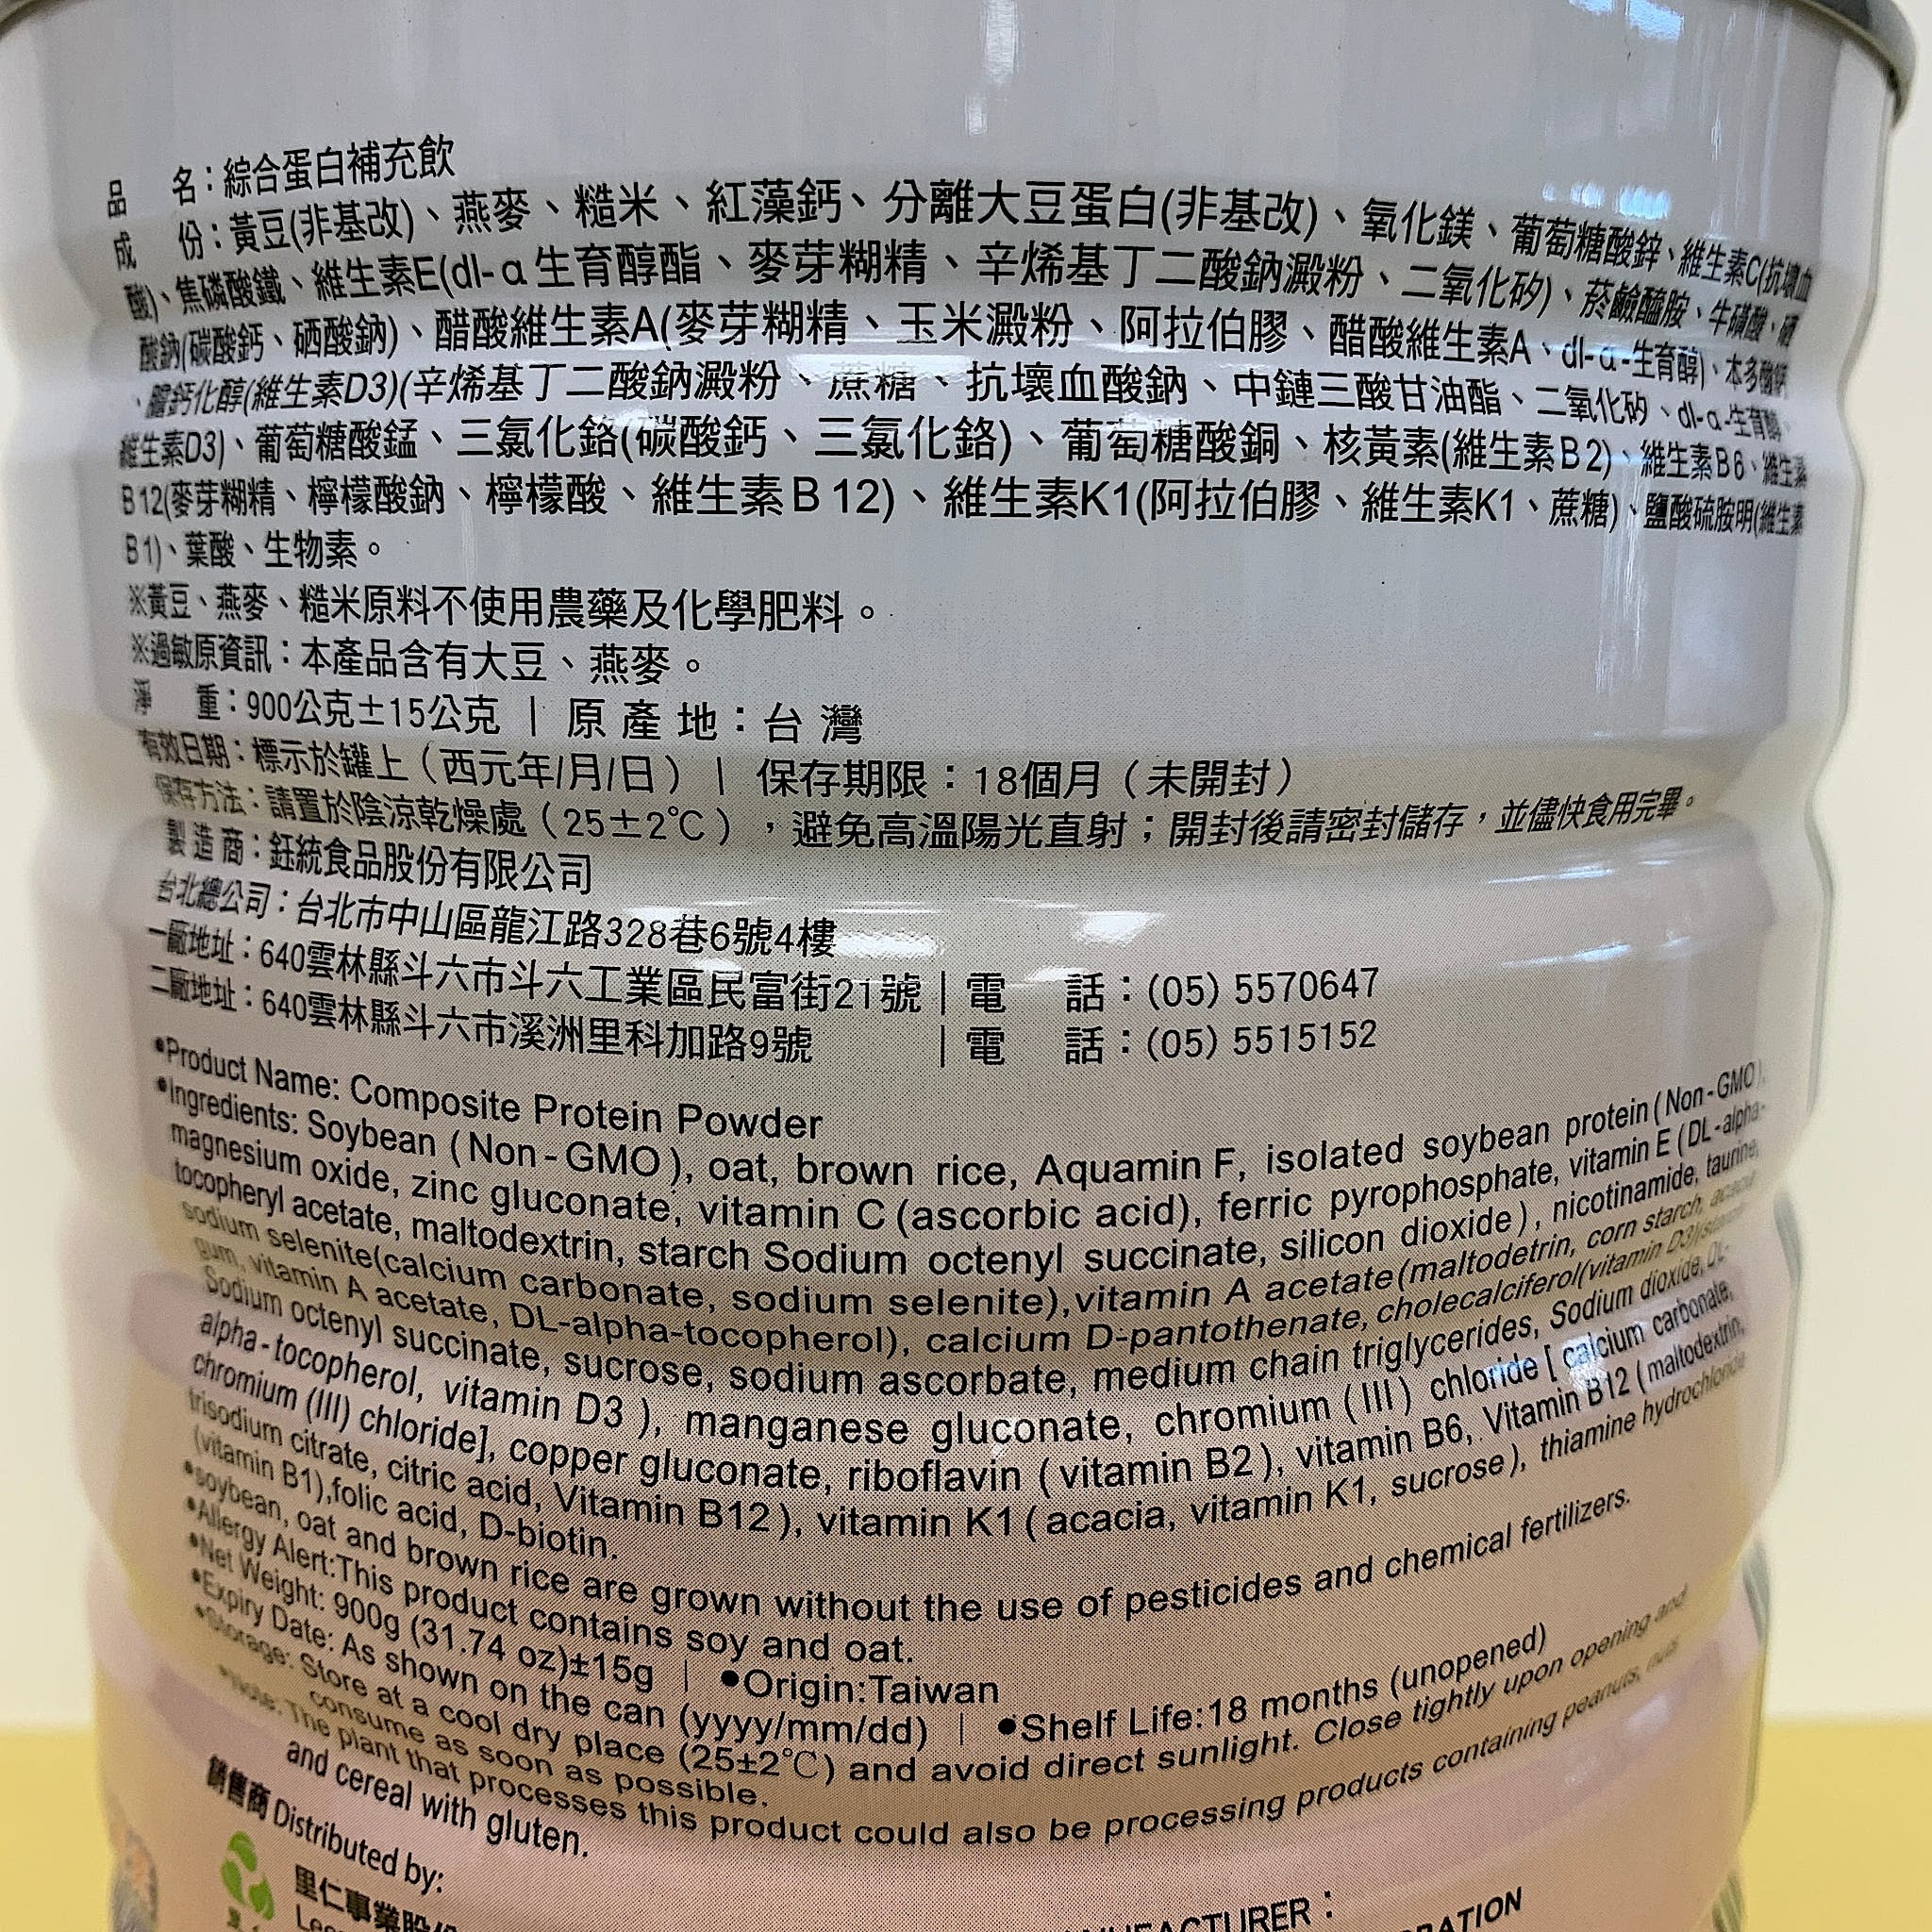 品 名：綜合蛋白補充飲
成 份：黃豆(非基改)、燕麥、糙米、紅藻鈣、分離大豆蛋白(非基改)、氧化鎂、葡萄糖酸鋅、維生素C(抗壞血
酸)、焦磷酸鐵、維生素E(dl-α生育醇酯、麥芽糊精、辛烯基丁二酸鈉澱粉、二氧化矽)、菸鹼醯胺、牛磺酸、硒
酸鈉(碳酸鈣、硒酸鈉)、醋酸維生素A(麥芽糊精、玉米澱粉、阿拉伯膠、醋酸維生素A、dl-α-生育醇)、本多酸鈣
、膽鈣化醇(維生素D3)(辛烯基丁二酸鈉澱粉、蔗糖、抗壞血酸鈉、中鏈三酸甘油酯、二氧化矽、dl-α-生育醇、
維生素D3)、葡萄糖酸錳、三氯化鉻(碳酸鈣、三氯化鉻)、葡萄糖酸銅、核黃素(維生素B2)、維生素B6、維生素
B12(麥芽糊精、檸檬酸鈉、檸檬酸、維生素B12)、維生素K1(阿拉伯膠、維生素K1、蔗糖)、鹽酸硫胺明(維生素
B1)、葉酸、生物素。
※黃豆、燕麥、糙米原料不使用農藥及化學肥料。
※過敏原資訊：本產品含有大豆、燕麥。
淨 重：900公克±15公克 | 原產地：台灣
有效日期：標示於罐上（西元年/月/日） | 保存期限：18個月（未開封）
保存方法：請置於陰涼乾燥處（25±2℃），避免高溫陽光直射；開封後請密封儲存，並儘快食用完畢。
製造商：鈺統食品股份有限公司
台北總公司：台北市中山區龍江路328巷6號4樓
一廠地址：640雲林縣斗六市斗六工業區民富街21號 | 電 話：(05) 5570647
二廠地址：640雲林縣斗六市溪洲里科加路9號 | 電 話：(05) 5515152
•Product Name: Composite Protein Powder
•Ingredients: Soybean (Non-GMO), oat, brown rice, Aquamin F, isolated soybean protein (Non-GMO),
magnesium oxide, zinc gluconate, vitamin C (ascorbic acid), ferric pyrophosphate, vitamin E (DL-alpha-
tocopheryl acetate, maltodextrin, starch Sodium octenyl succinate, silicon dioxide), nicotinamide, taurine,
sodium selenite(calcium carbonate, sodium selenite),vitamin A acetate(maltodetrin, corn starch, acacia
gum, vitamin A acetate, DL-alpha-tocopherol), calcium D-pantothenate, cholecalciferol(vitamin D3)(starch
Sodium octenyl succinate, sucrose, sodium ascorbate, medium chain triglycerides, Sodium dioxide, DL-
alpha-tocopherol, vitamin D3 ), manganese gluconate, chromium (III) chloride [ calcium carbonate,
chromium (III) chloride], copper gluconate, riboflavin (vitamin B2), vitamin B6, Vitamin B12 (maltodextrin,
trisodium citrate, citric acid, Vitamin B12), vitamin K1 (acacia, vitamin K1, sucrose), thiamine hydrochloride
(vitamin B1),folic acid, D-biotin.
•soybean, oat and brown rice are grown without the use of pesticides and chemical fertilizers.
•Allergy Alert:This product contains soy and oat.
•Net Weight: 900g (31.74 oz)±15g | •Origin:Taiwan
•Expiry Date: As shown on the can (yyyy/mm/dd) | •Shelf Life:18 months (unopened)
•Storage: Store at a cool dry place (25±2℃) and avoid direct sunlight. Close tightly upon opening and
consume as soon as possible.
•Note: The plant that processes this product could also be processing products containing peanuts, nuts
and cereal with gluten.
銷售商 Distributed by:
里仁事業股份